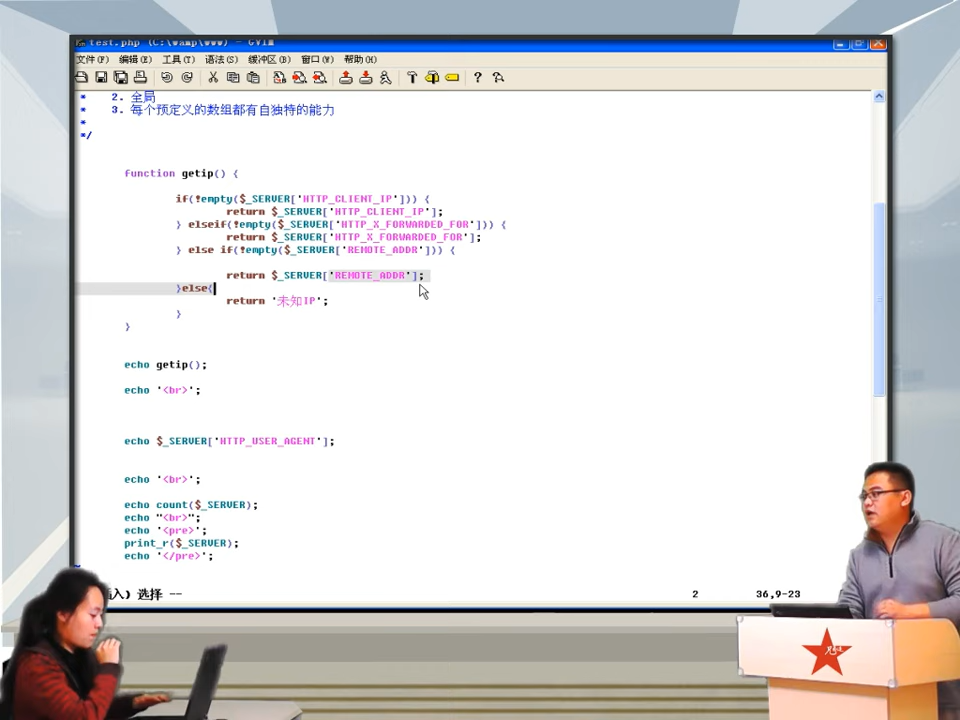 test.php (C:\wamp\www) - GVIM
文件(F) 编辑(E) 工具(T) 语法(S) 缓冲区(B) 窗口(W) 帮助(H)
* 2. 全局
* 3. 每个预定义的数组都有自独特的能力
*
*/
function getip() {
if(!empty($_SERVER['HTTP_CLIENT_IP'])) {
return $_SERVER['HTTP_CLIENT_IP'];
} elseif(!empty($_SERVER['HTTP_X_FORWARDED_FOR'])) {
return $_SERVER['HTTP_X_FORWARDED_FOR'];
} else if(!empty($_SERVER['REMOTE_ADDR'])) {
return $_SERVER['REMOTE_ADDR'];
}else{
return '未知IP';
}
}
echo getip();
echo '<br>';
echo $_SERVER['HTTP_USER_AGENT'];
echo '<br>';
echo count($_SERVER);
echo "<br>";
echo '<pre>';
print_r($_SERVER);
echo '</pre>';
~
入) 选择 -- 2 36,9-23